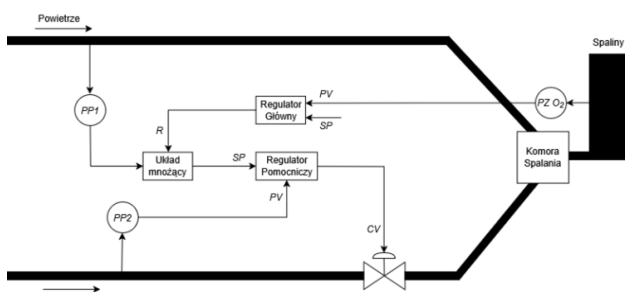 Powietrze
Spaliny
PP1
PV
Regulator
Główny
PZ O₂
SP
R
Układ
mnożący
SP
Regulator
Pomocniczy
Komora
Spalania
PV
PP2
CV